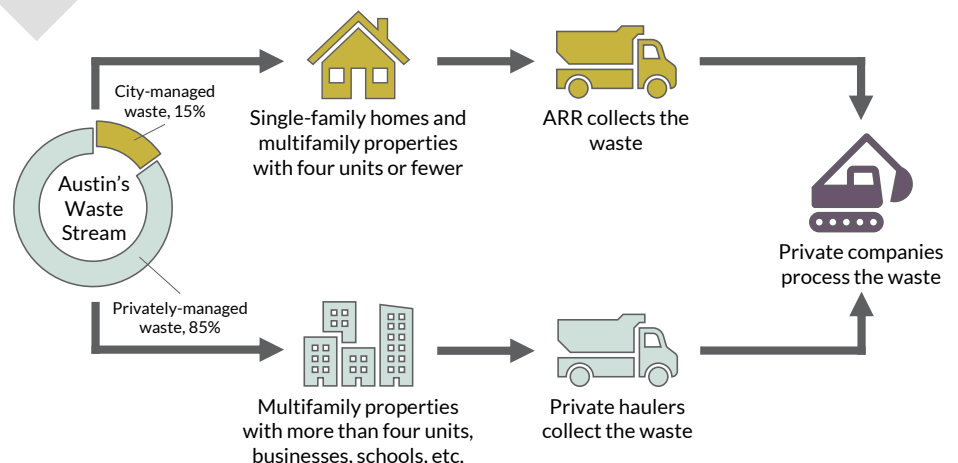 City-managed
waste, 15%
Austin's
Waste
Stream
Privately-managed
waste, 85%
Single-family homes and
multifamily properties
with four units or fewer
ARR collects the
waste
Multifamily properties
with more than four units,
businesses, schools, etc.
Private haulers
collect the waste
Private companies
process the waste